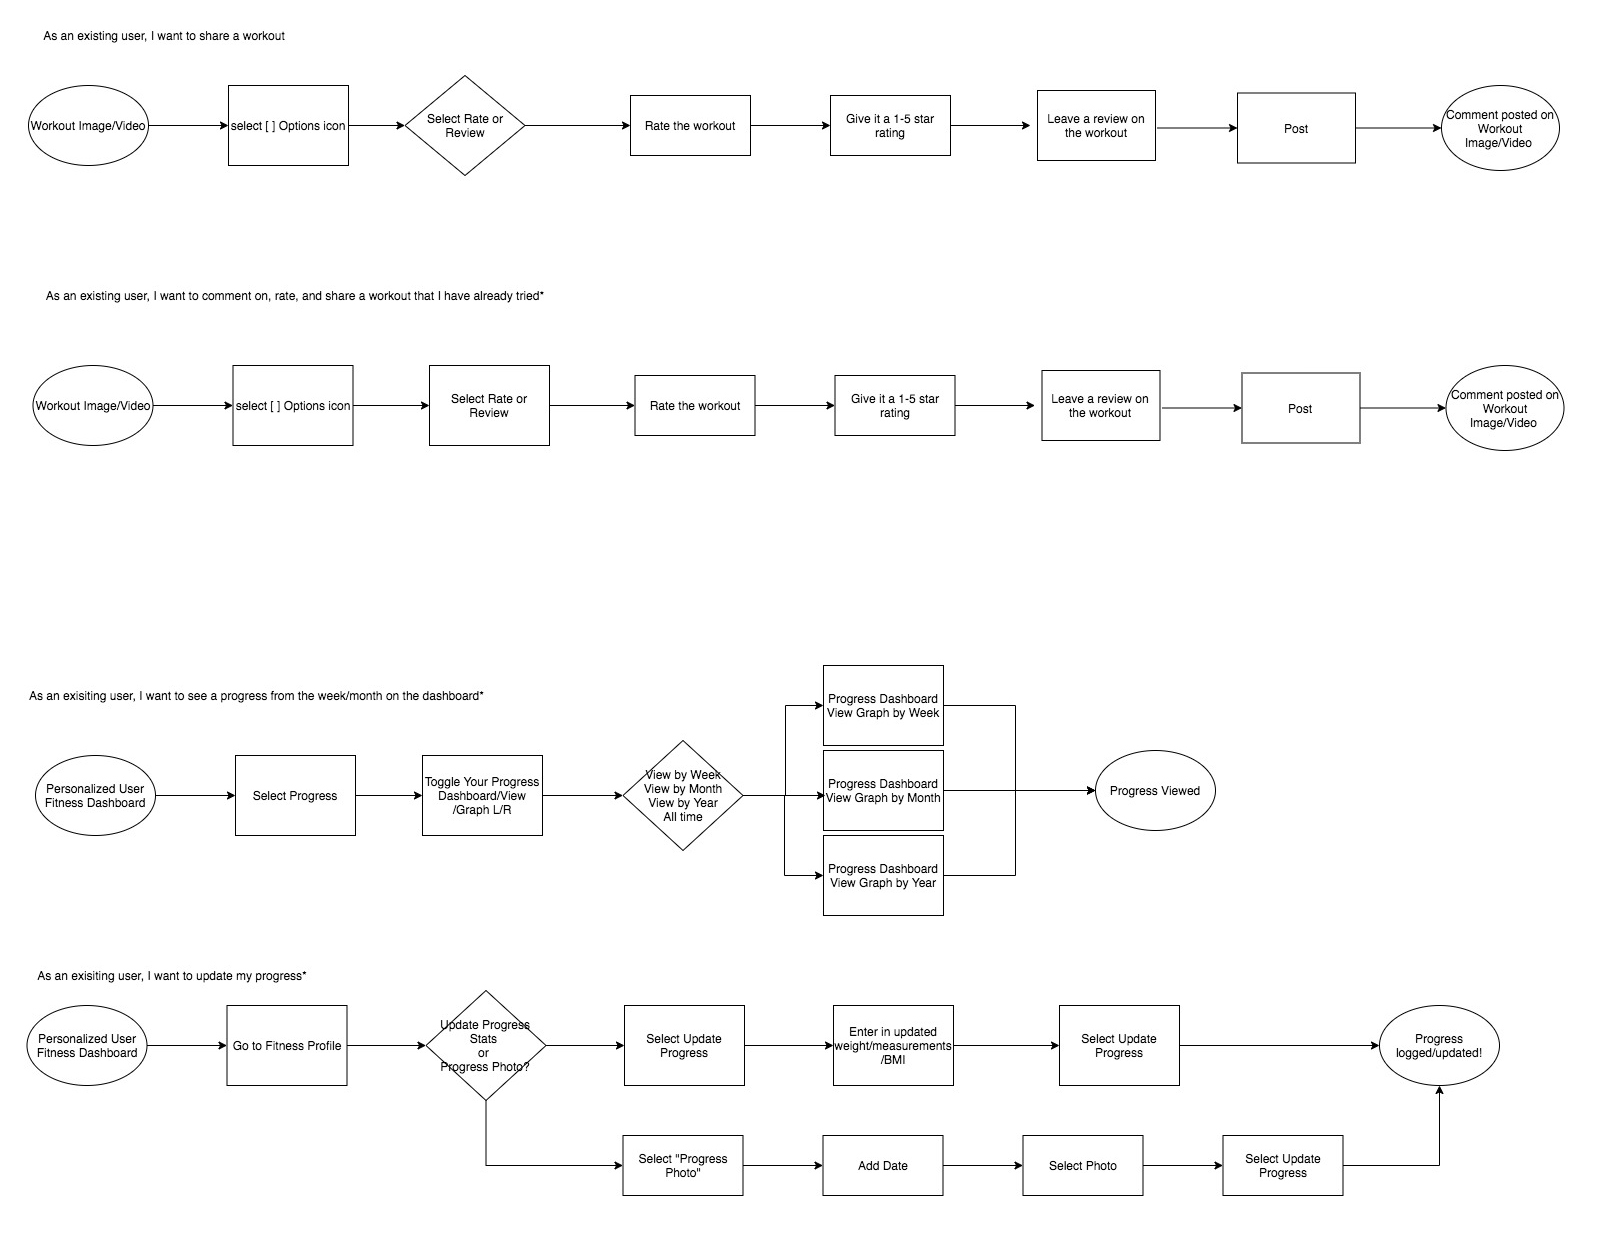 As an existing user, I want to share a workout
Workout Image/Video
select [ ] Options icon
Select Rate or
Review
Rate the workout
Give it a 1-5 star
rating
Leave a review on
the workout
Post
Comment posted on
Workout
Image/Video
As an existing user, I want to comment on, rate, and share a workout that I have already tried*
Workout Image/Video
select [ ] Options icon
Select Rate or
Review
Rate the workout
Give it a 1-5 star
rating
Leave a review on
the workout
Post
Comment posted on
Workout
Image/Video
As an exisiting user, I want to see a progress from the week/month on the dashboard*
Personalized User
Fitness Dashboard
Select Progress
Toggle Your Progress
Dashboard/View
/Graph L/R
View by Week
View by Month
View by Year
All time
Progress Dashboard
View Graph by Week
Progress Dashboard
View Graph by Month
Progress Dashboard
View Graph by Year
Progress Viewed
As an exisiting user, I want to update my progress*
Personalized User
Fitness Dashboard
Go to Fitness Profile
Update Progress
Stats
or
Progress Photo?
Select Update
Progress
Enter in updated
weight/measurements
/BMI
Select Update
Progress
Progress
logged/updated!
Select "Progress
Photo"
Add Date
Select Photo
Select Update
Progress